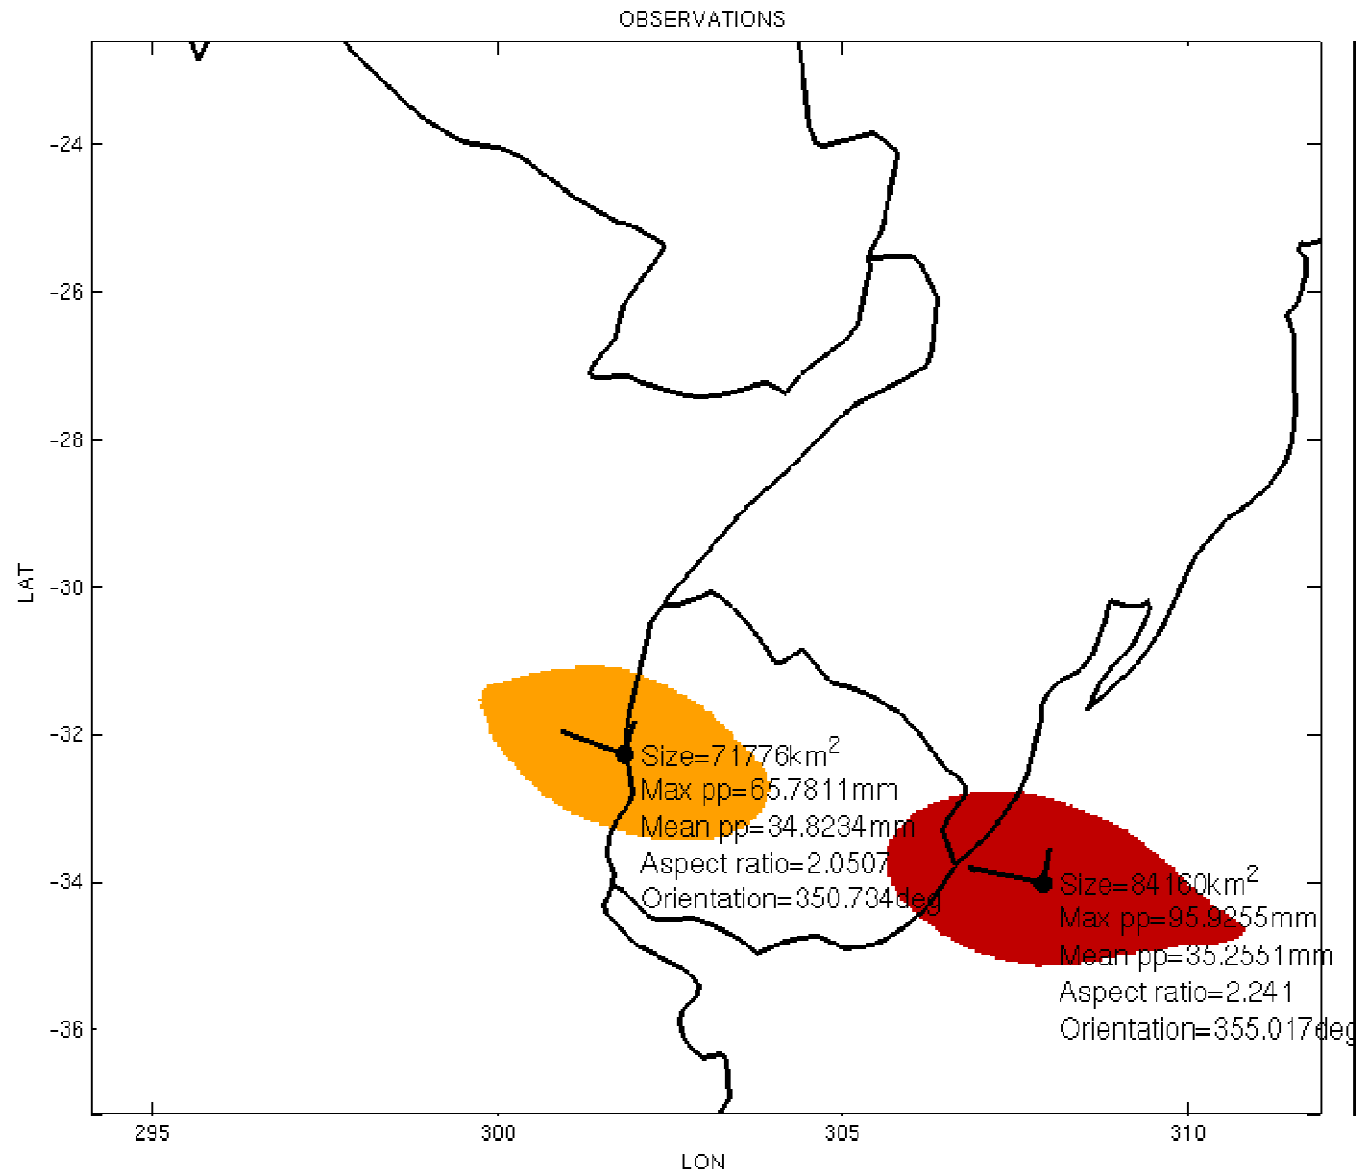 OBSERVATIONS
-24
-26
-28
-30
-32
-34
-36
LAT
Size=71776km²
Max pp=65.7811mm
Mean pp=34.8234mm
Aspect ratio=2.0507
Orientation=350.734deg
Size=84160km²
Max pp=95.9255mm
Mean pp=35.2551mm
Aspect ratio=2.241
Orientation=355.017deg
295
300
305
310
LON